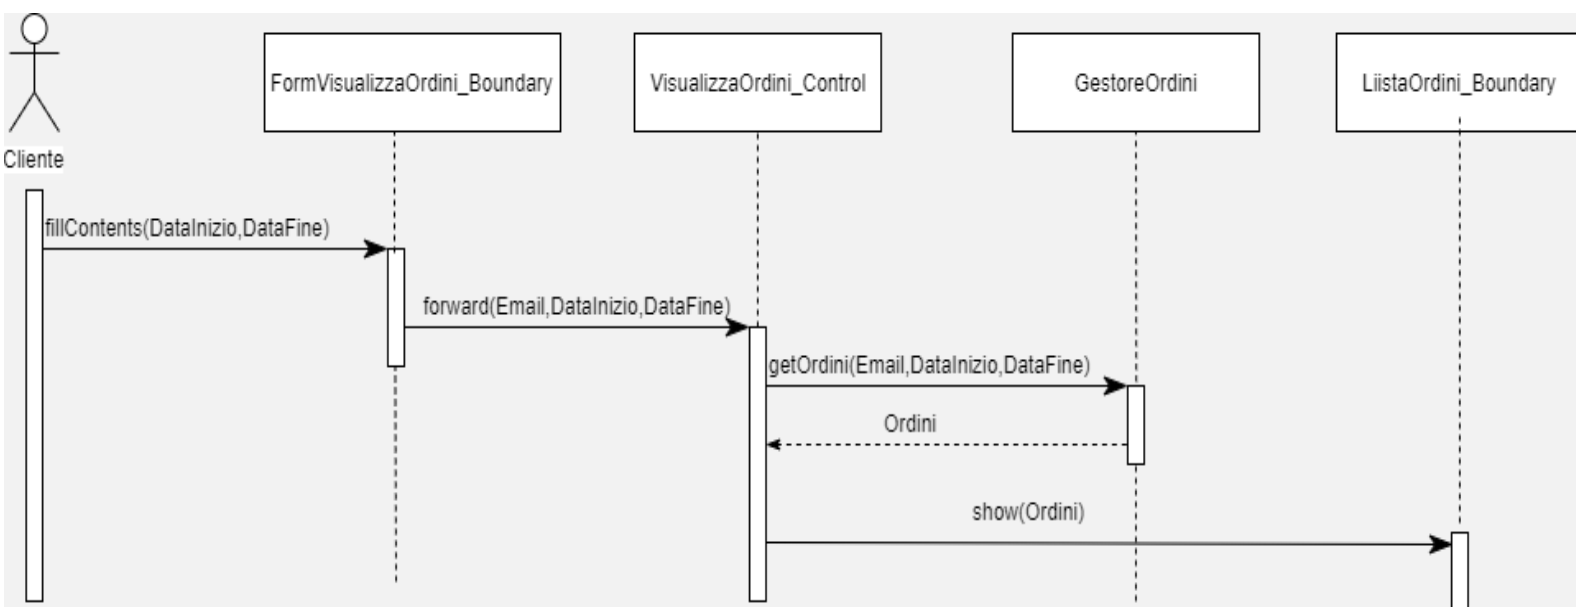 FormVisualizzaOrdini_Boundary
VisualizzaOrdini_Control
GestoreOrdini
LiistaOrdini_Boundary
Cliente
fillContents(DataInizio,DataFine)
forward(Email,DataInizio,DataFine)
getOrdini(Email,DataInizio,DataFine)
Ordini
show(Ordini)